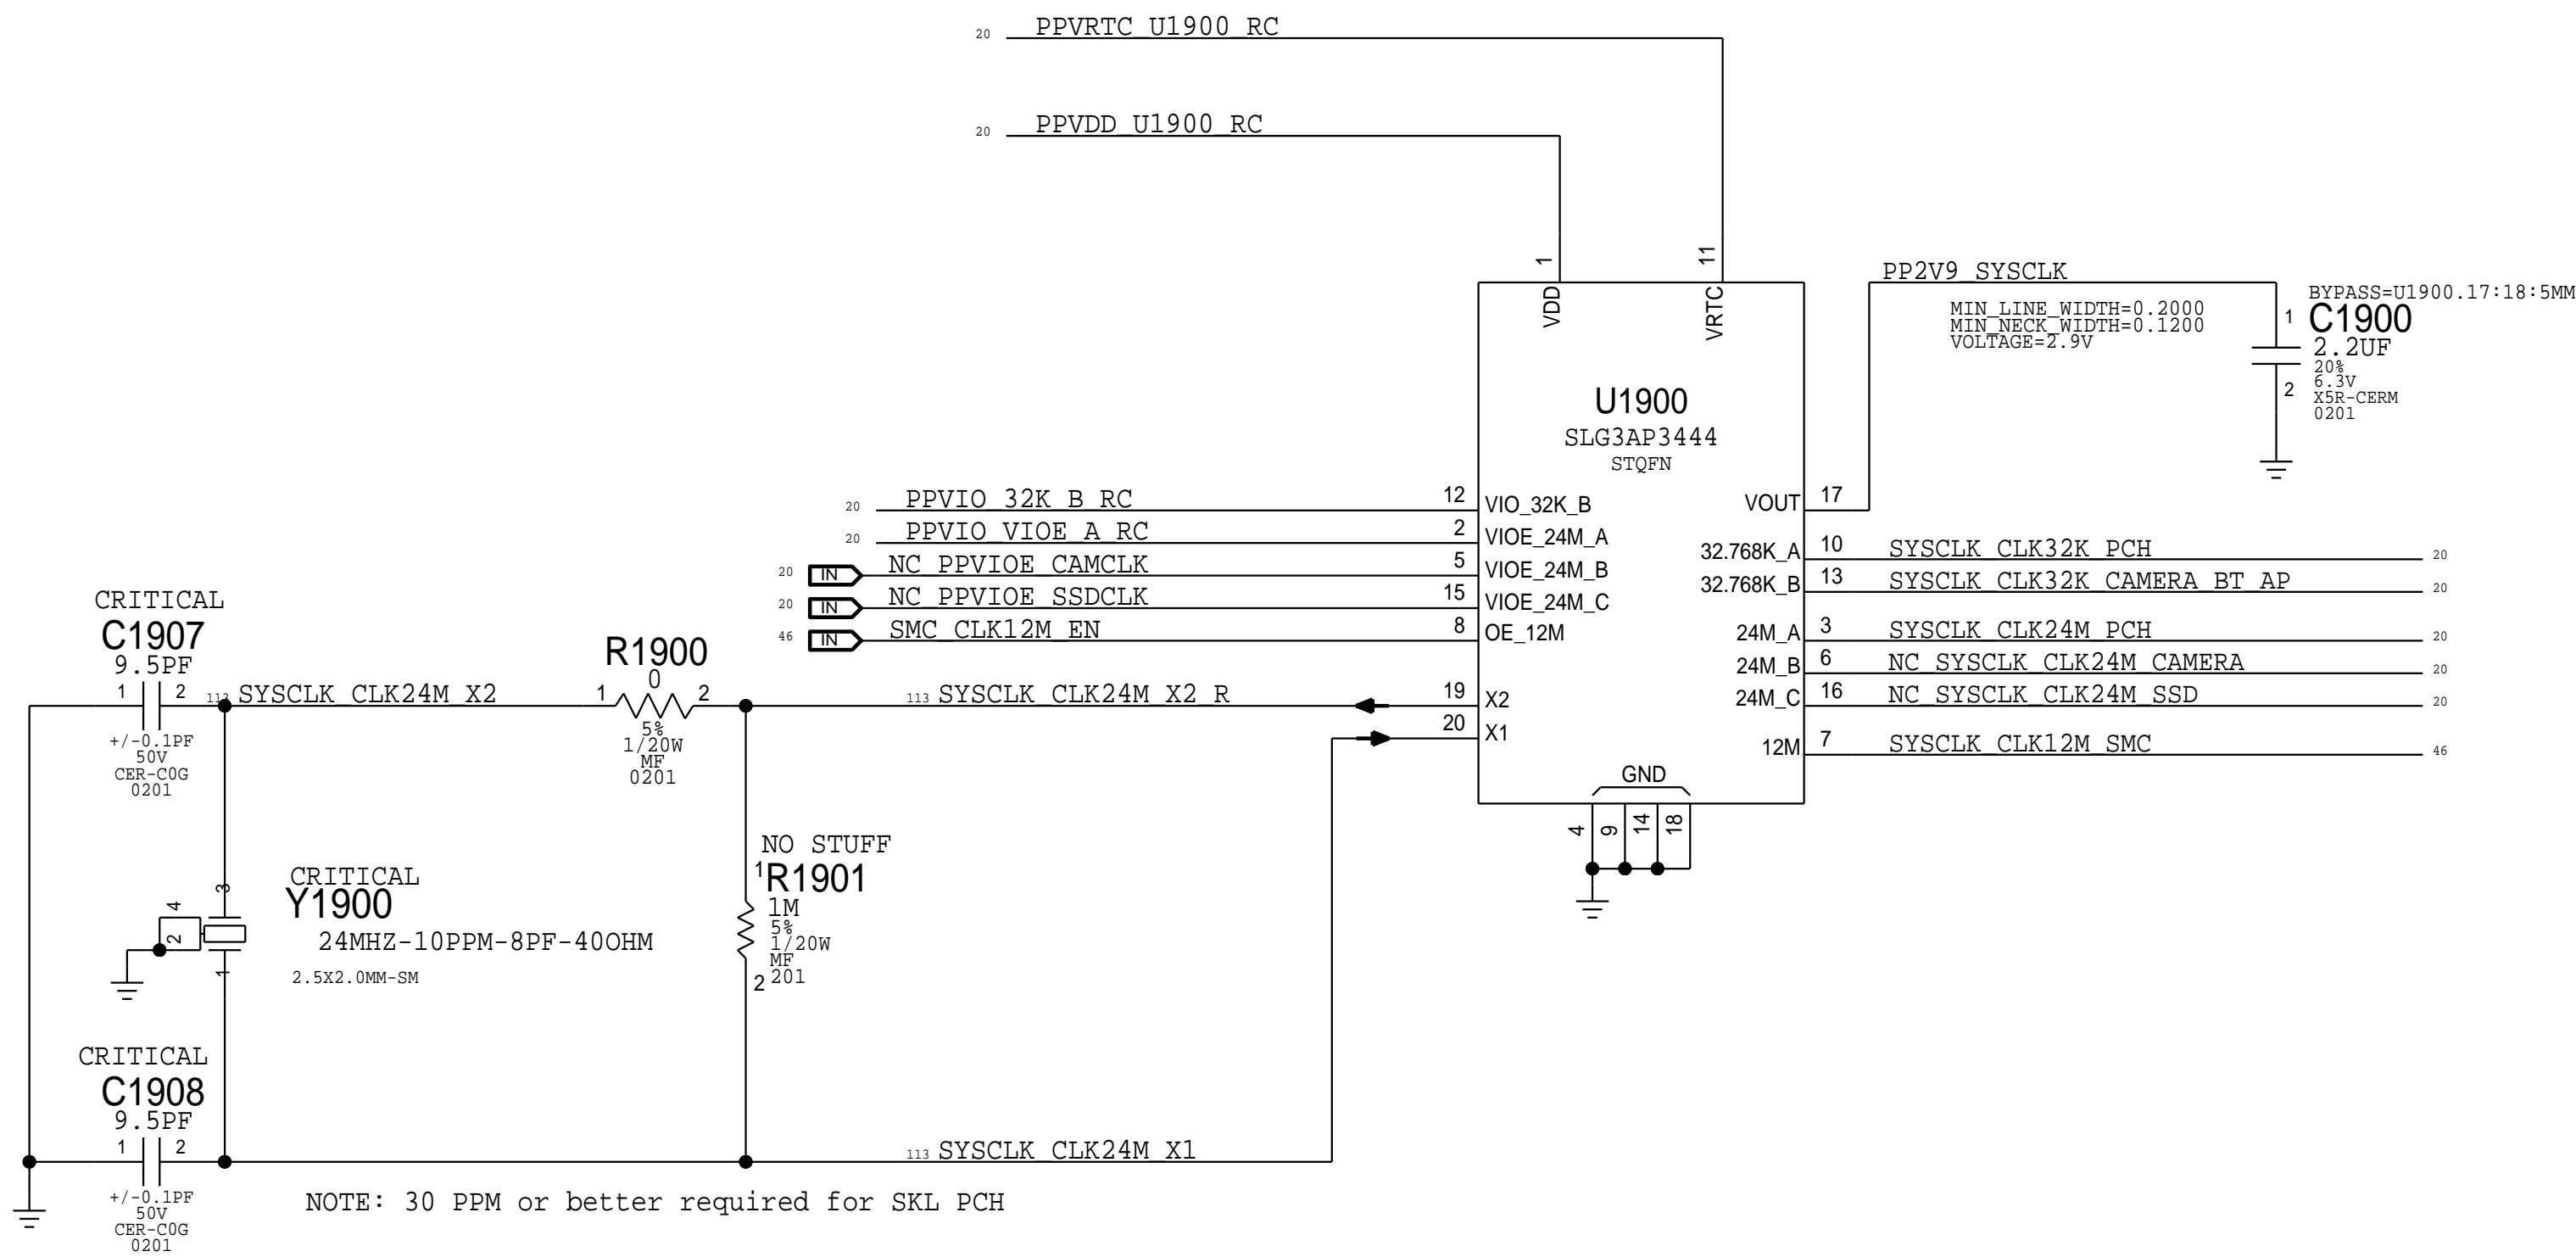 20 PPVRTC_U1900_RC
20 PPVDD_U1900_RC
1
11
VDD
VRTC
PP2V9_SYSCLK
MIN_LINE_WIDTH=0.2000
MIN_NECK_WIDTH=0.1200
VOLTAGE=2.9V
BYPASS=U1900.17:18:5MM
1 C1900
2.2UF
20%
6.3V
2 X5R-CERM
0201
U1900
SLG3AP3444
STQFN
20 PPVIO_32K_B_RC 12 VIO_32K_B
20 PPVIO_VIOE_A_RC 2 VIOE_24M_A
20 IN NC_PPVIOE_CAMCLK 5 VIOE_24M_B
20 IN NC_PPVIOE_SSDCLK 15 VIOE_24M_C
46 IN SMC_CLK12M_EN 8 OE_12M
VOUT 17
32.768K_A 10 SYSCLK_CLK32K_PCH 20
32.768K_B 13 SYSCLK_CLK32K_CAMERA_BT_AP 20
24M_A 3 SYSCLK_CLK24M_PCH 20
24M_B 6 NC_SYSCLK_CLK24M_CAMERA 20
24M_C 16 NC_SYSCLK_CLK24M_SSD 20
12M 7 SYSCLK_CLK12M_SMC 46
CRITICAL
C1907
9.5PF
1 2
+/-0.1PF
50V
CER-C0G
0201
113 SYSCLK_CLK24M_X2
R1900
0
1 2
5%
1/20W
MF
0201
113 SYSCLK_CLK24M_X2_R 19 X2
20 X1
GND
4 9 14 18
NO STUFF
1 R1901
1M
5%
1/20W
MF
2 201
CRITICAL
Y1900
24MHZ-10PPM-8PF-40OHM
2.5X2.0MM-SM
3
4
2
1
CRITICAL
C1908
9.5PF
1 2
+/-0.1PF
50V
CER-C0G
0201
113 SYSCLK_CLK24M_X1
NOTE: 30 PPM or better required for SKL PCH